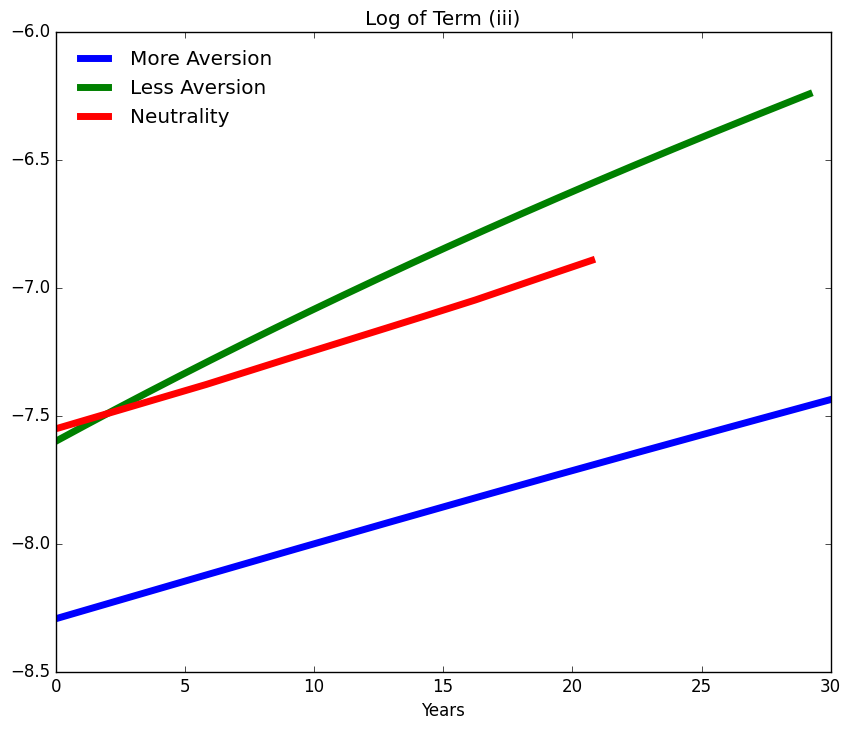 Log of Term (iii)
−6.0
More Aversion
Less Aversion
Neutrality
−6.5
−7.0
−7.5
−8.0
−8.5
0 5 10 15 20 25 30
Years